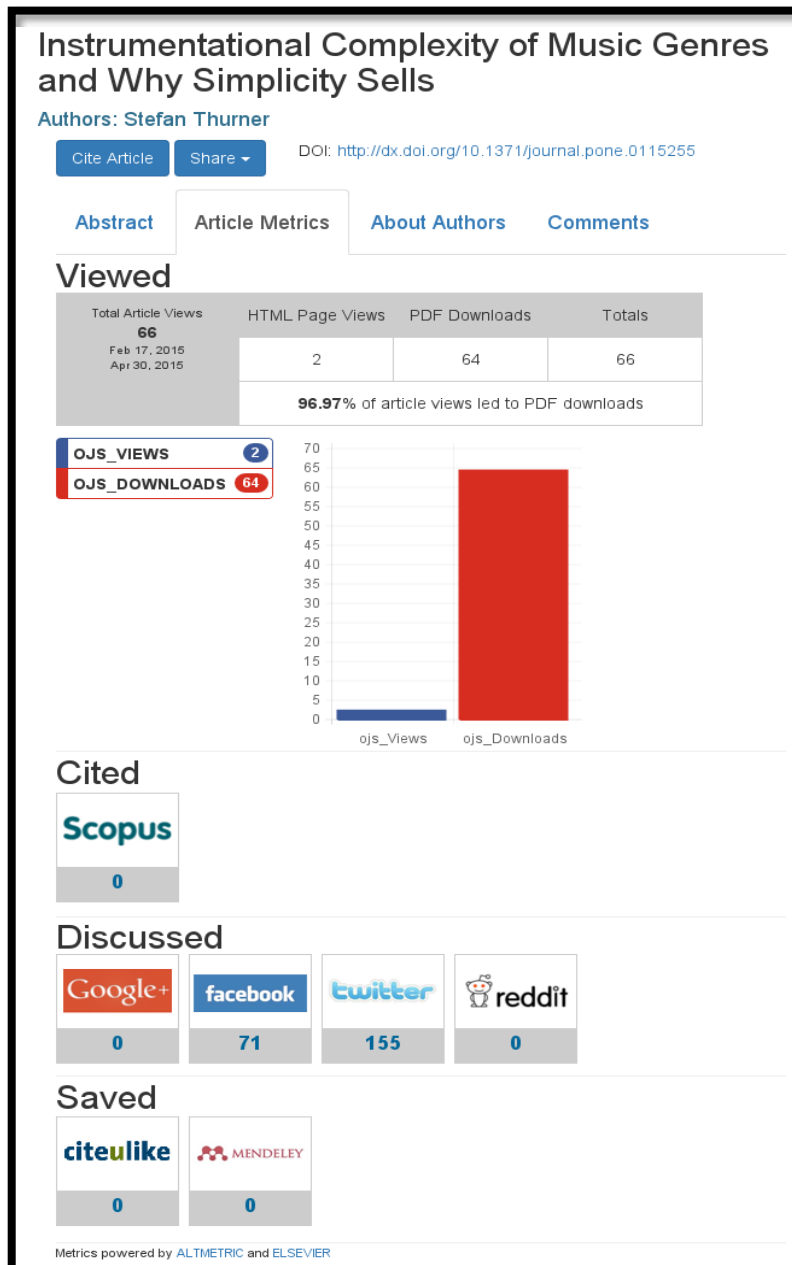 Instrumentational Complexity of Music Genres
and Why Simplicity Sells
Authors: Stefan Thurner
Cite Article
Share
DOI: http://dx.doi.org/10.1371/journal.pone.0115255
Abstract
Article Metrics
About Authors
Comments
Viewed
Total Article Views
66
Feb 17, 2015
Apr 30, 2015
HTML Page Views
PDF Downloads
Totals
2
64
66
96.97% of article views led to PDF downloads
OJS_VIEWS 2
OJS_DOWNLOADS 64
70
65
60
55
50
45
40
35
30
25
20
15
10
5
0
ojs_Views
ojs_Downloads
Cited
Scopus
0
Discussed
Google+
0
facebook
71
twitter
155
reddit
0
Saved
citeulike
0
MENDELEY
0
Metrics powered by ALTMETRIC and ELSEVIER